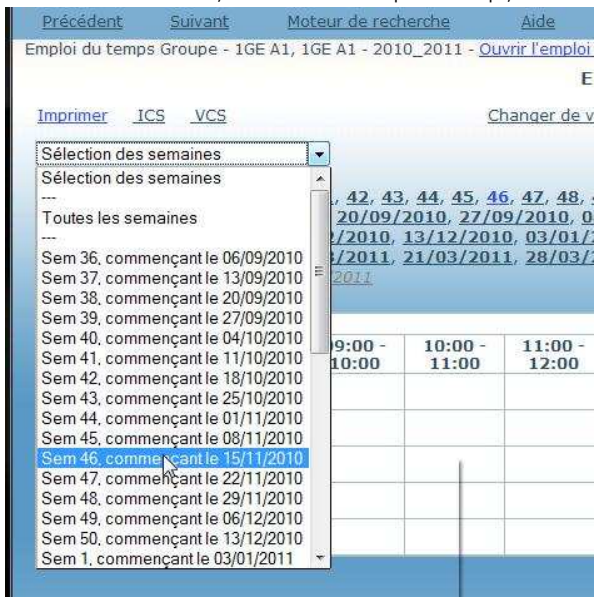 Précédent Suivant Moteur de recherche Aide
Emploi du temps Groupe - 1GE A1, 1GE A1 - 2010_2011 - Ouvrir l'emploi
E
Imprimer ICS VCS Changer de v
Sélection des semaines
Sélection des semaines
---
Toutes les semaines
---
Sem 36, commençant le 06/09/2010
Sem 37, commençant le 13/09/2010
Sem 38, commençant le 20/09/2010
Sem 39, commençant le 27/09/2010
Sem 40, commençant le 04/10/2010
Sem 41, commençant le 11/10/2010
Sem 42, commençant le 18/10/2010
Sem 43, commençant le 25/10/2010
Sem 44, commençant le 01/11/2010
Sem 45, commençant le 08/11/2010
Sem 46, commençant le 15/11/2010
Sem 47, commençant le 22/11/2010
Sem 48, commençant le 29/11/2010
Sem 49, commençant le 06/12/2010
Sem 50, commençant le 13/12/2010
Sem 1, commençant le 03/01/2011
, 42, 43, 44, 45, 46, 47, 48,
20/09/2010, 27/09/2010, 0
/2010, 13/12/2010, 03/01/
/2011, 21/03/2011, 28/03/
/2011
09:00 - 10:00 - 11:00 -
10:00 11:00 12:00